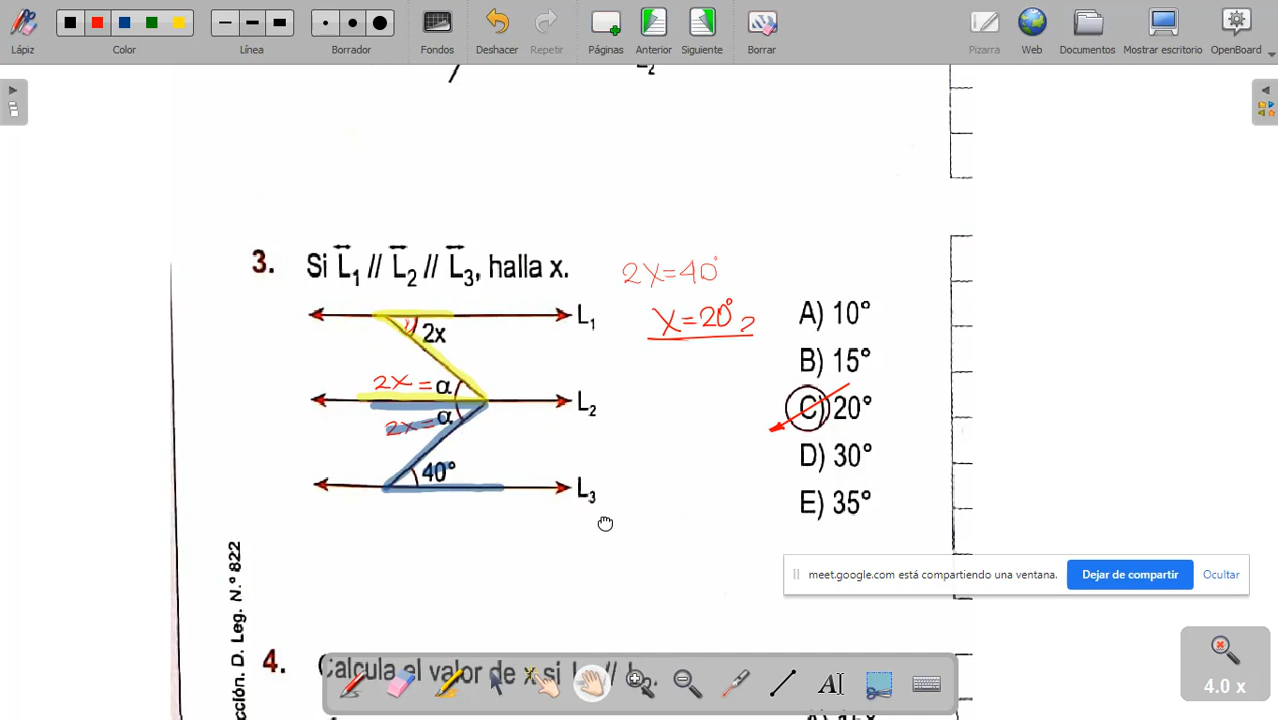 Lápiz
Color
Línea
Borrador
Fondos
Deshacer
Repetir
Páginas
Anterior
Siguiente
Borrar
Pizarra
Web
Documentos
Mostrar escritorio
OpenBoard
L2
3. Si L1 // L2 // L3, halla x.
2x=40°
x=20°
L1
2x
2x = α
L2
2x = α
40°
L3
A) 10°
B) 15°
C) 20°
D) 30°
E) 35°
meet.google.com está compartiendo una ventana.
Dejar de compartir
Ocultar
cción. D. Leg. N.° 822
4. Calcula el valor de x si L // L2.
4.0 x